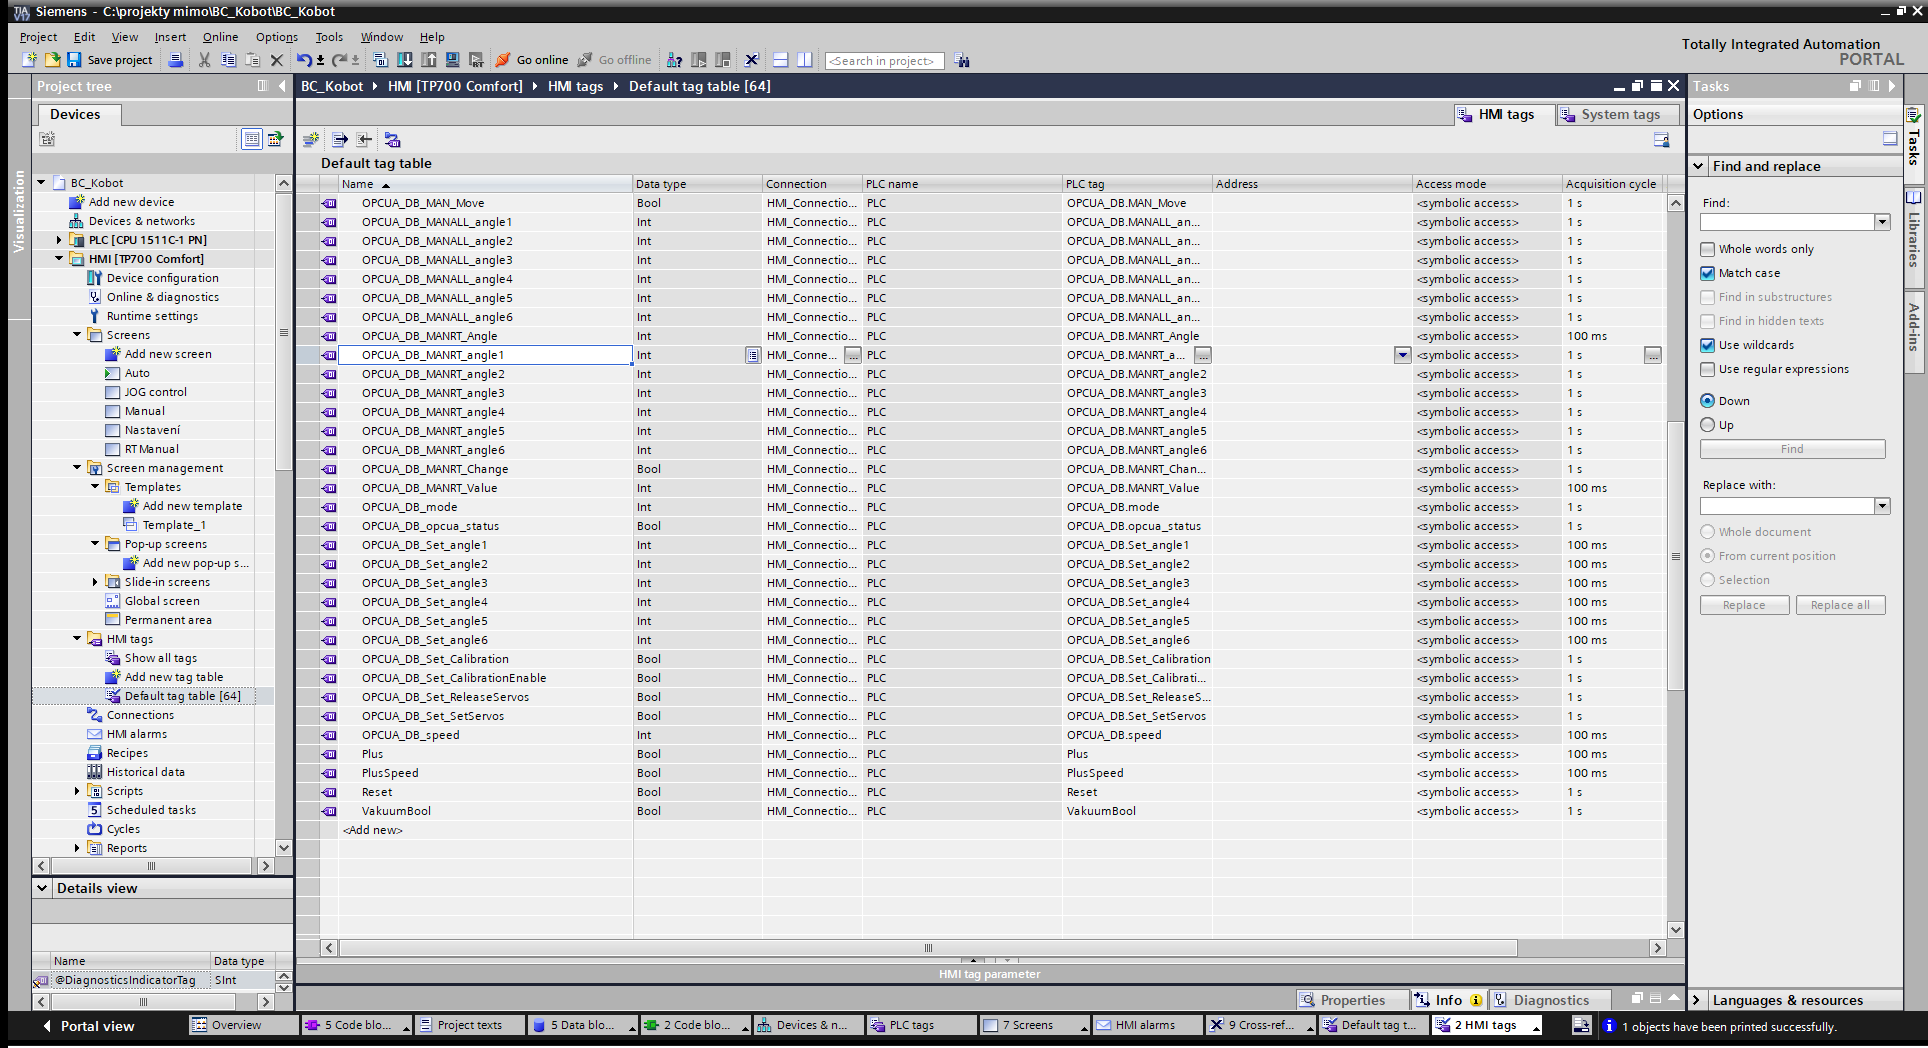 Siemens - C:\projekty mimo\BC_Kobot\BC_Kobot
Project Edit View Insert Online Options Tools Window Help
Totally Integrated Automation
PORTAL
Save project Go online Go offline <Search in project>
Project tree
BC_Kobot HMI [TP700 Comfort] HMI tags Default tag table [64]
Tasks
Devices
HMI tags System tags
Options
Default tag table
Visualization
BC_Kobot
Add new device
Devices & networks
PLC [CPU 1511C-1 PN]
HMI [TP700 Comfort]
Device configuration
Online & diagnostics
Runtime settings
Screens
Add new screen
Auto
JOG control
Manual
Nastavení
RTManual
Screen management
Templates
Add new template
Template_1
Pop-up screens
Add new pop-up s...
Slide-in screens
Global screen
Permanent area
HMI tags
Show all tags
Add new tag table
Default tag table [64]
Connections
HMI alarms
Recipes
Historical data
Scripts
Scheduled tasks
Cycles
Reports
Details view
Name Data type
@DiagnosticsIndicatorTag SInt
Name Data type Connection PLC name PLC tag Address Access mode Acquisition cycle
OPCUA_DB_MAN_Move Bool HMI_Connectio... PLC OPCUA_DB.MAN_Move <symbolic access> 1 s
OPCUA_DB_MANALL_angle1 Int HMI_Connectio... PLC OPCUA_DB.MANALL_an... <symbolic access> 1 s
OPCUA_DB_MANALL_angle2 Int HMI_Connectio... PLC OPCUA_DB.MANALL_an... <symbolic access> 1 s
OPCUA_DB_MANALL_angle3 Int HMI_Connectio... PLC OPCUA_DB.MANALL_an... <symbolic access> 1 s
OPCUA_DB_MANALL_angle4 Int HMI_Connectio... PLC OPCUA_DB.MANALL_an... <symbolic access> 1 s
OPCUA_DB_MANALL_angle5 Int HMI_Connectio... PLC OPCUA_DB.MANALL_an... <symbolic access> 1 s
OPCUA_DB_MANALL_angle6 Int HMI_Connectio... PLC OPCUA_DB.MANALL_an... <symbolic access> 1 s
OPCUA_DB_MANRT_Angle Int HMI_Connectio... PLC OPCUA_DB.MANRT_Angle <symbolic access> 100 ms
OPCUA_DB_MANRT_angle1 Int HMI_Conne... ... PLC OPCUA_DB.MANRT_a... ... <symbolic access> 1 s ...
OPCUA_DB_MANRT_angle2 Int HMI_Connectio... PLC OPCUA_DB.MANRT_angle2 <symbolic access> 1 s
OPCUA_DB_MANRT_angle3 Int HMI_Connectio... PLC OPCUA_DB.MANRT_angle3 <symbolic access> 1 s
OPCUA_DB_MANRT_angle4 Int HMI_Connectio... PLC OPCUA_DB.MANRT_angle4 <symbolic access> 1 s
OPCUA_DB_MANRT_angle5 Int HMI_Connectio... PLC OPCUA_DB.MANRT_angle5 <symbolic access> 1 s
OPCUA_DB_MANRT_angle6 Int HMI_Connectio... PLC OPCUA_DB.MANRT_angle6 <symbolic access> 1 s
OPCUA_DB_MANRT_Change Bool HMI_Connectio... PLC OPCUA_DB.MANRT_Chan... <symbolic access> 1 s
OPCUA_DB_MANRT_Value Int HMI_Connectio... PLC OPCUA_DB.MANRT_Value <symbolic access> 100 ms
OPCUA_DB_mode Int HMI_Connectio... PLC OPCUA_DB.mode <symbolic access> 1 s
OPCUA_DB_opcua_status Bool HMI_Connectio... PLC OPCUA_DB.opcua_status <symbolic access> 1 s
OPCUA_DB_Set_angle1 Int HMI_Connectio... PLC OPCUA_DB.Set_angle1 <symbolic access> 100 ms
OPCUA_DB_Set_angle2 Int HMI_Connectio... PLC OPCUA_DB.Set_angle2 <symbolic access> 100 ms
OPCUA_DB_Set_angle3 Int HMI_Connectio... PLC OPCUA_DB.Set_angle3 <symbolic access> 100 ms
OPCUA_DB_Set_angle4 Int HMI_Connectio... PLC OPCUA_DB.Set_angle4 <symbolic access> 100 ms
OPCUA_DB_Set_angle5 Int HMI_Connectio... PLC OPCUA_DB.Set_angle5 <symbolic access> 100 ms
OPCUA_DB_Set_angle6 Int HMI_Connectio... PLC OPCUA_DB.Set_angle6 <symbolic access> 100 ms
OPCUA_DB_Set_Calibration Bool HMI_Connectio... PLC OPCUA_DB.Set_Calibration <symbolic access> 1 s
OPCUA_DB_Set_CalibrationEnable Bool HMI_Connectio... PLC OPCUA_DB.Set_Calibrati... <symbolic access> 1 s
OPCUA_DB_Set_ReleaseServos Bool HMI_Connectio... PLC OPCUA_DB.Set_ReleaseS... <symbolic access> 1 s
OPCUA_DB_Set_SetServos Bool HMI_Connectio... PLC OPCUA_DB.Set_SetServos <symbolic access> 1 s
OPCUA_DB_speed Int HMI_Connectio... PLC OPCUA_DB.speed <symbolic access> 100 ms
Plus Bool HMI_Connectio... PLC Plus <symbolic access> 100 ms
PlusSpeed Bool HMI_Connectio... PLC PlusSpeed <symbolic access> 100 ms
Reset Bool HMI_Connectio... PLC Reset <symbolic access> 1 s
VakuumBool Bool HMI_Connectio... PLC VakuumBool <symbolic access> 1 s
<Add new>
HMI tag parameter
Properties Info Diagnostics
Find and replace
Find:
Whole words only
Match case
Find in substructures
Find in hidden texts
Use wildcards
Use regular expressions
Down
Up
Find
Replace with:
Whole document
From current position
Selection
Replace Replace all
Languages & resources
Tasks
Libraries
Add-ins
Portal view Overview 5 Code blo... Project texts 5 Data blo... 2 Code blo... Devices & n... PLC tags 7 Screens HMI alarms 9 Cross-ref... Default tag t... 2 HMI tags 1 objects have been printed successfully.